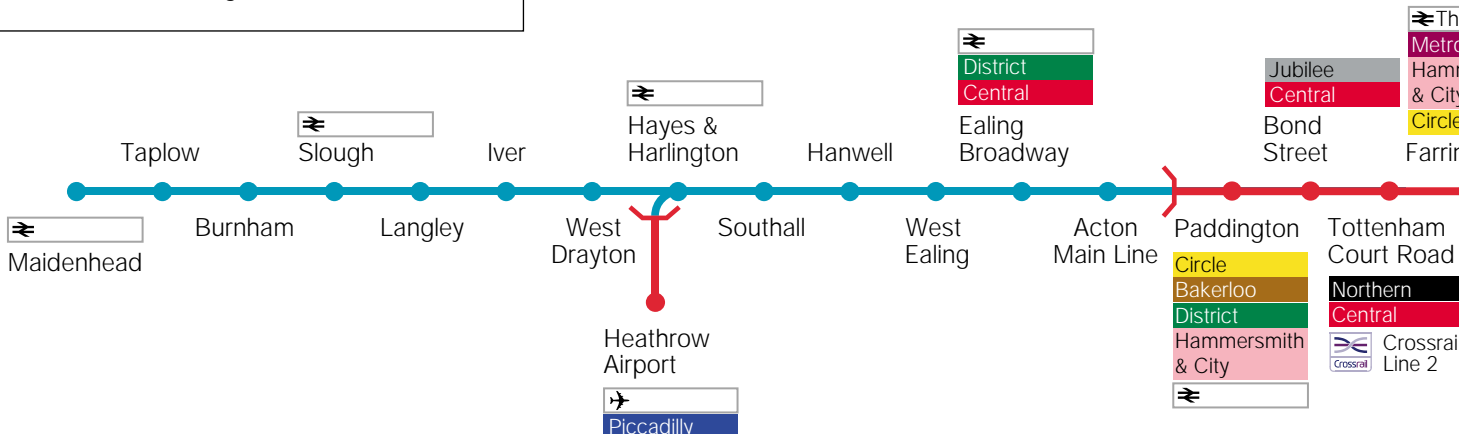 Th
Metro
Hamm
& City
Circle
District
Central
Jubilee
Central
Hayes &
Harlington
Ealing
Broadway
Bond
Street
Taplow
Slough
Iver
Hanwell
Farrin
Maidenhead
Burnham
Langley
West
Drayton
Southall
West
Ealing
Acton
Main Line
Paddington
Circle
Bakerloo
District
Hammersmith
& City
Tottenham
Court Road
Northern
Central
Crossrail
Crossrail
Line 2
Heathrow
Airport
Piccadilly